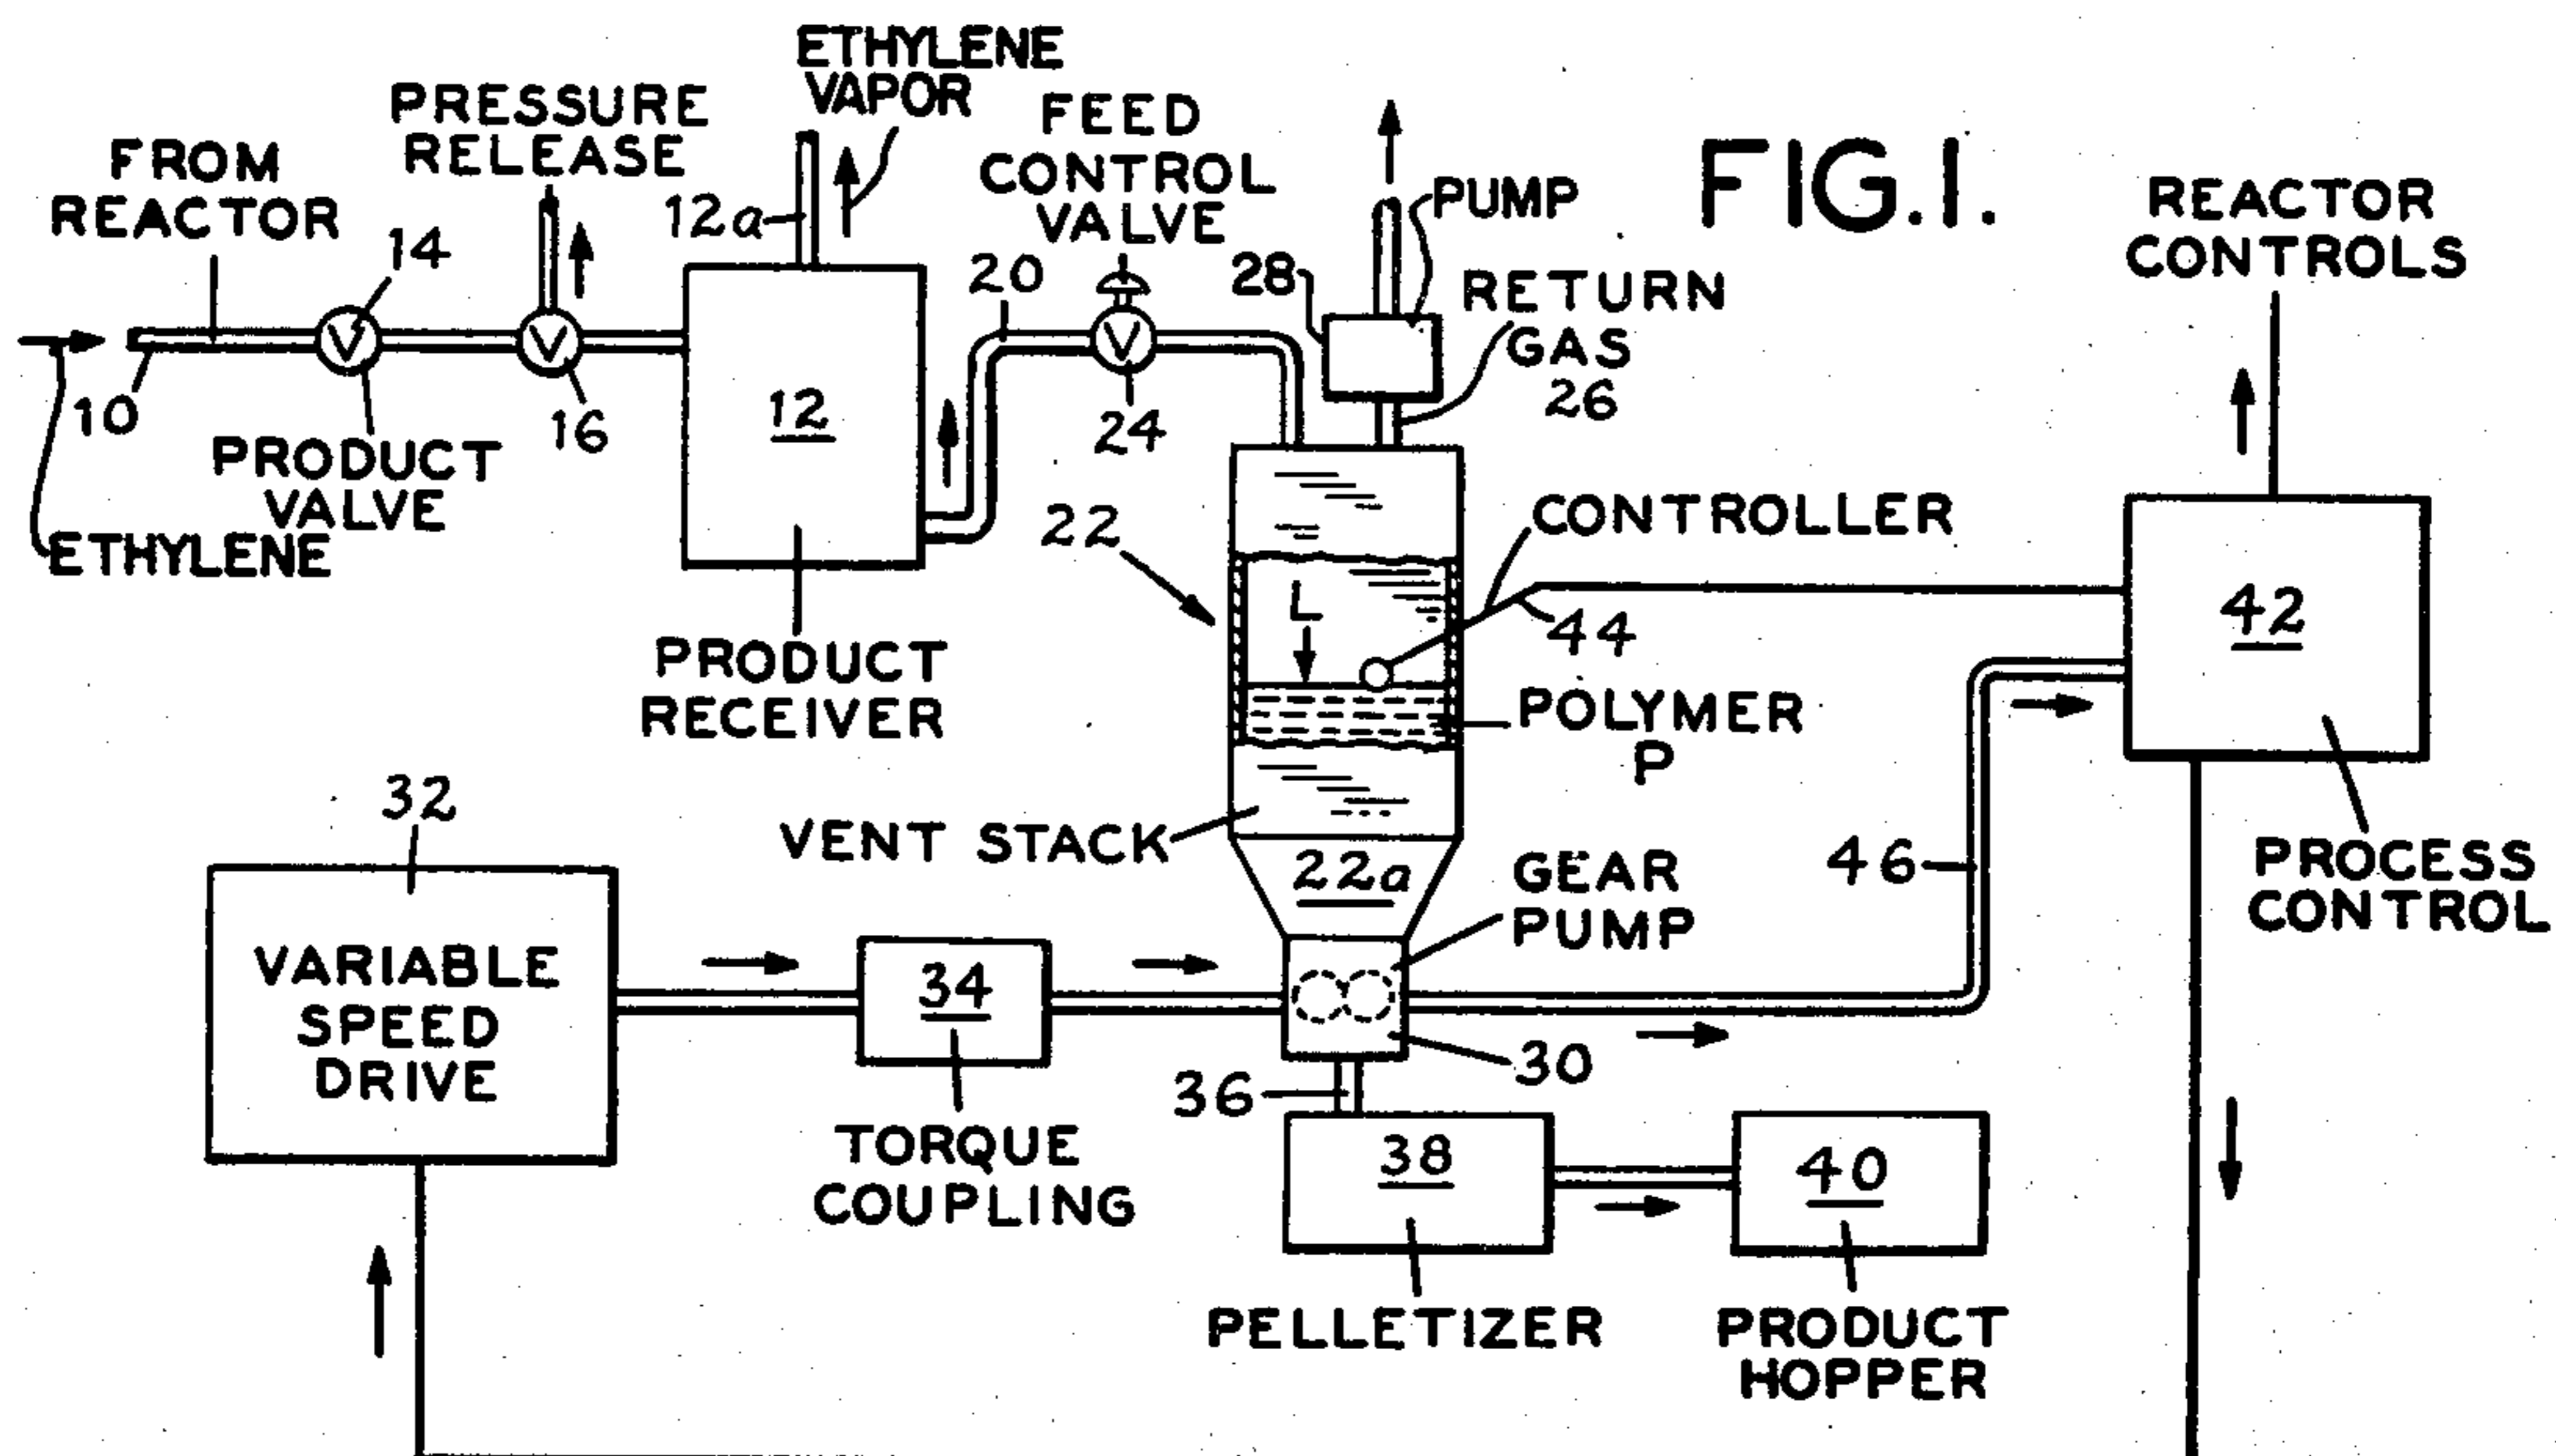 FIG.1.
ETHYLENE
VAPOR
PRESSURE
RELEASE
FROM
REACTOR
FEED
CONTROL
VALVE
PUMP
REACTOR
CONTROLS
12a
14
20
28
RETURN
GAS
26
10
16
12
24
PRODUCT
VALVE
ETHYLENE
22
CONTROLLER
L
44
42
PRODUCT
RECEIVER
POLYMER
P
32
VENT STACK
22a
GEAR
PUMP
46
PROCESS
CONTROL
VARIABLE
SPEED
DRIVE
34
30
36
TORQUE
COUPLING
38
40
PELLETIZER
PRODUCT
HOPPER
V
V
V